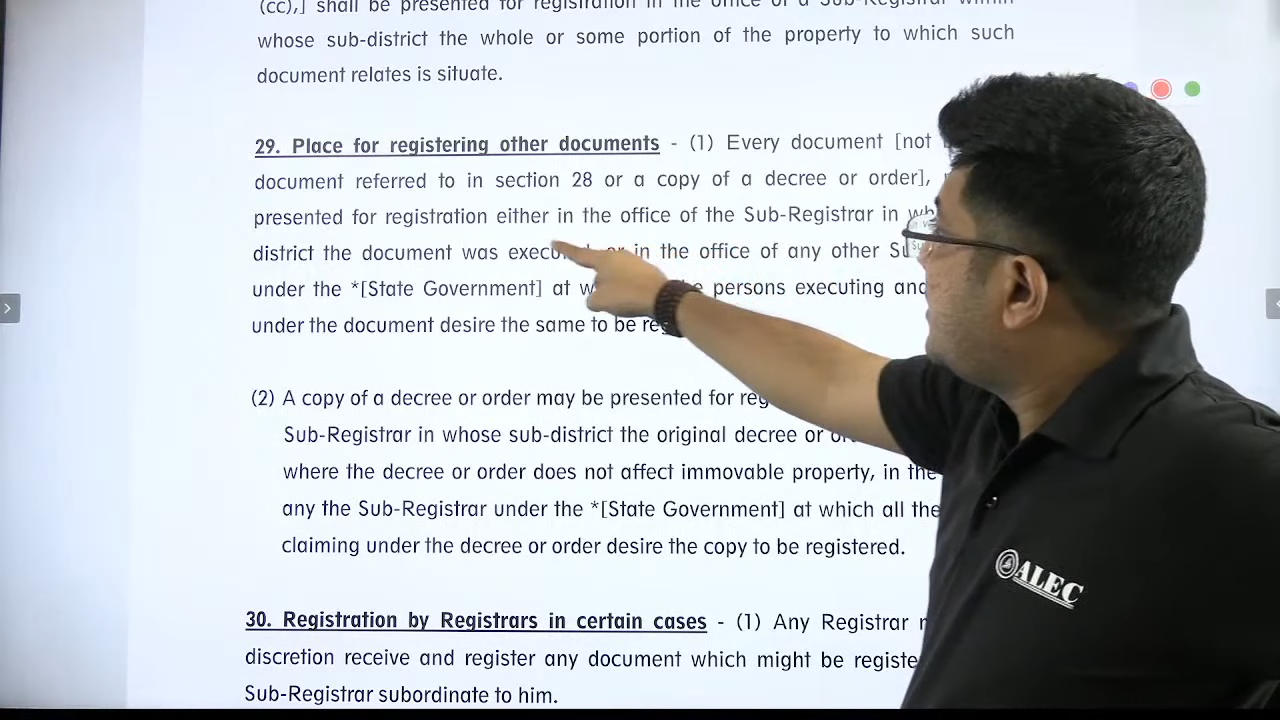 (cc),] shall be presented for registration in the office of a Sub-Registrar within
whose sub-district the whole or some portion of the property to which such
document relates is situate.
29. Place for registering other documents - (1) Every document [not
document referred to in section 28 or a copy of a decree or order],
presented for registration either in the office of the Sub-Registrar in
district the document was or in the office of any other
under the *[State Government] at persons executing
under the document desire the same to be
(2) A copy of a decree or order may be presented for
Sub-Registrar in whose sub-district the original decree or
where the decree or order does not affect immovable property, in the
any the Sub-Registrar under the *[State Government] at which all the
claiming under the decree or order desire the copy to be registered.
30. Registration by Registrars in certain cases - (1) Any Registrar
discretion receive and register any document which might be
Sub-Registrar subordinate to him.
ALEC